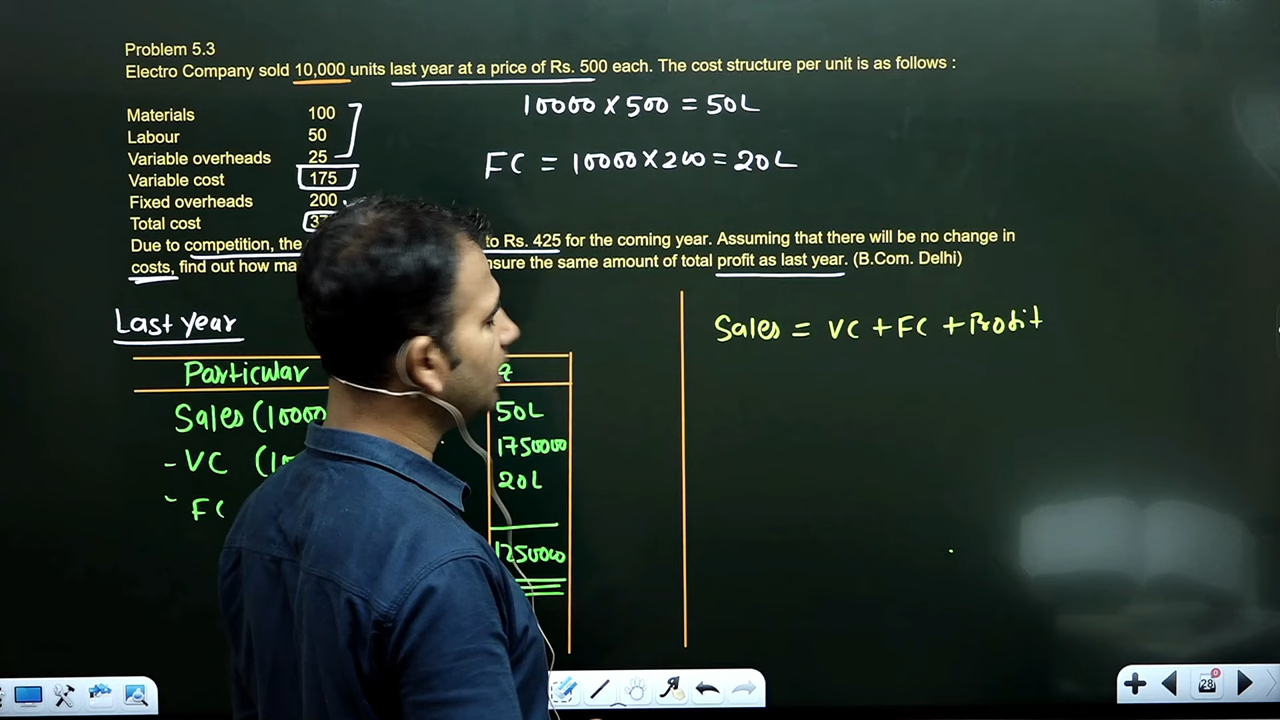 Problem 5.3
Electro Company sold 10,000 units last year at a price of Rs. 500 each. The cost structure per unit is as follows :
Materials 100
Labour 50
Variable overheads 25
Variable cost 175
Fixed overheads 200
Total cost
10000 × 500 = 50L
FC = 10000 × 200 = 20L
Due to competition, the to Rs. 425 for the coming year. Assuming that there will be no change in
costs, find out how the same amount of total profit as last year. (B.Com. Delhi)
Last year
Particular ₹
Sales (10000 50L
- VC 1750000
- FC 20L
1250000
Sales = VC + FC + Profit
28